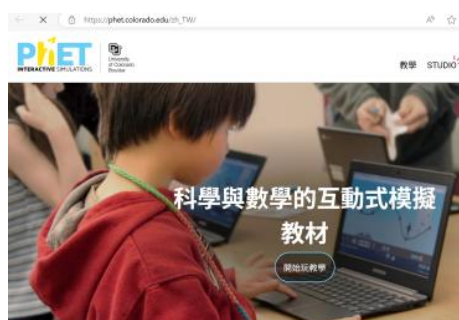 https://phet.colorado.edu/zh_TW/
PhET
INTERACTIVE SIMULATIONS
University
of Colorado
Boulder
教學 STUDIO
科學與數學的互動式模擬
教材
開始玩教學